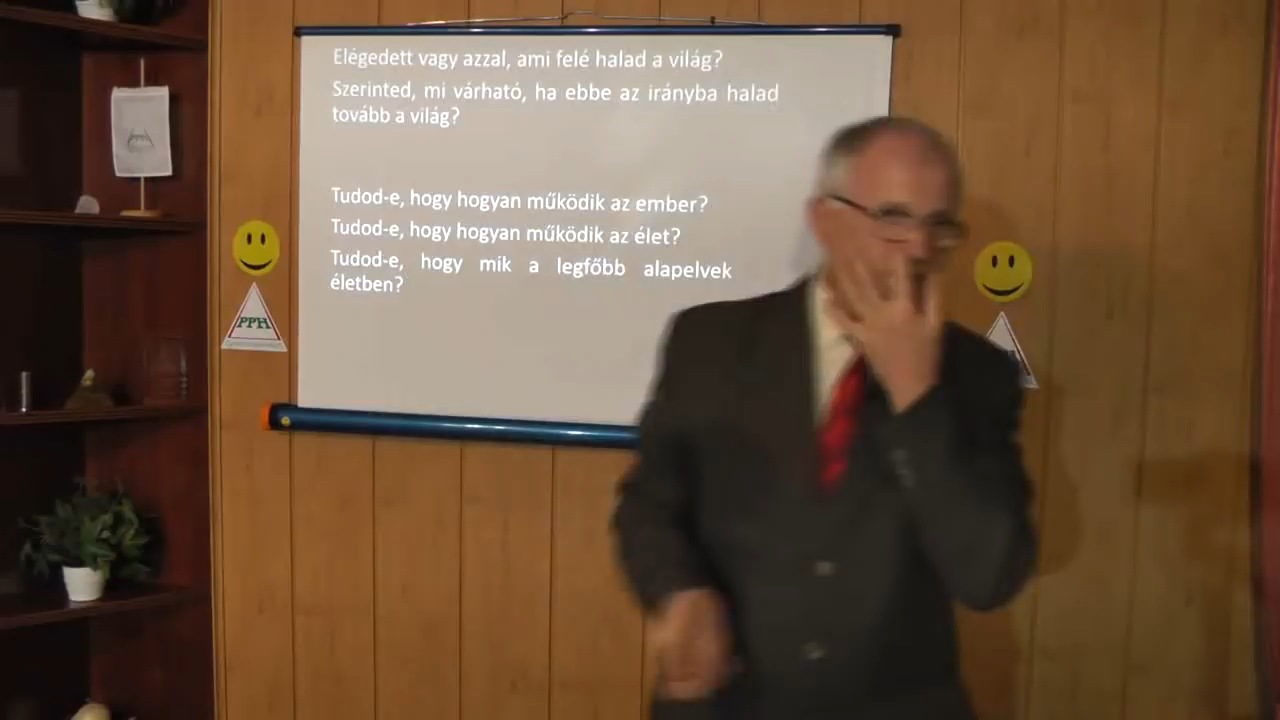 Elégedett vagy azzal, ami felé halad a világ?
Szerinted, mi várható, ha ebbe az irányba halad
tovább a világ?
Tudod-e, hogy hogyan működik az ember?
Tudod-e, hogy hogyan működik az élet?
Tudod-e, hogy mik a legfőbb alapelvek
életben?
PPH